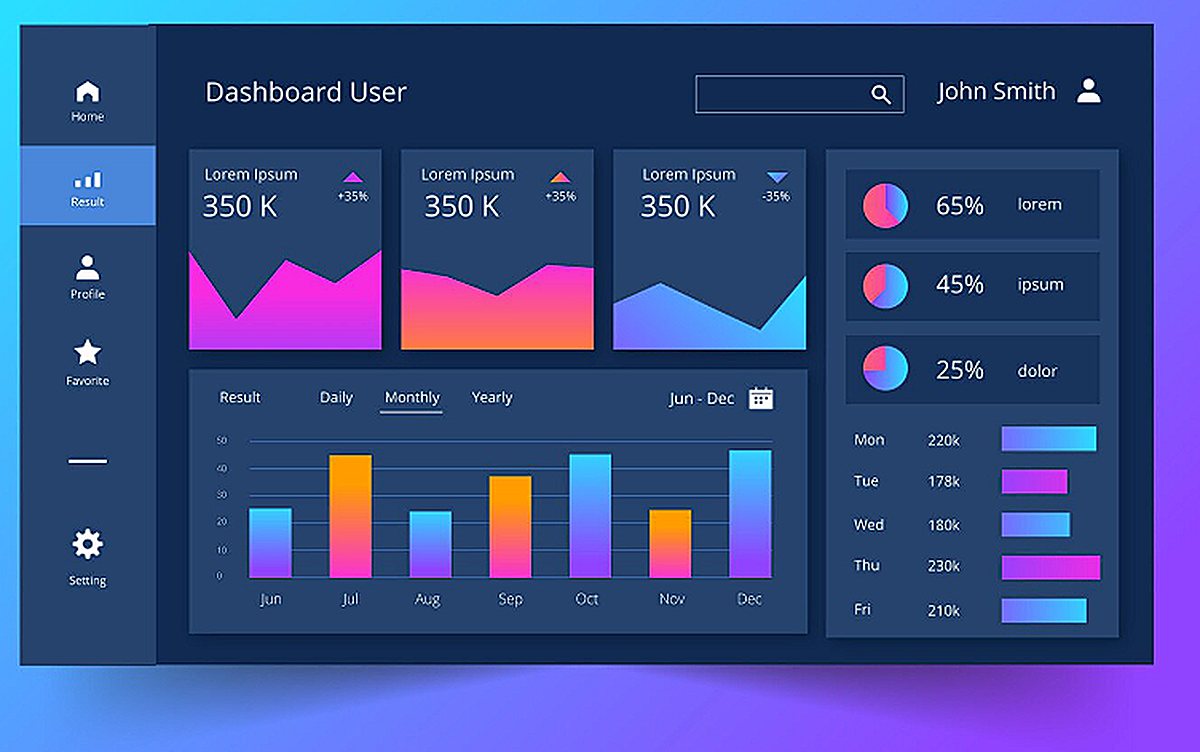 Dashboard User
John Smith
Home
Result
Profile
Favorite
Setting
Lorem Ipsum
350 K
+35%
Lorem Ipsum
350 K
+35%
Lorem Ipsum
350 K
-35%
65% lorem
45% ipsum
25% dolor
Result Daily Monthly Yearly Jun - Dec
50
40
30
20
10
0
Jun Jul Aug Sep Oct Nov Dec
Mon 220k
Tue 178k
Wed 180k
Thu 230k
Fri 210k